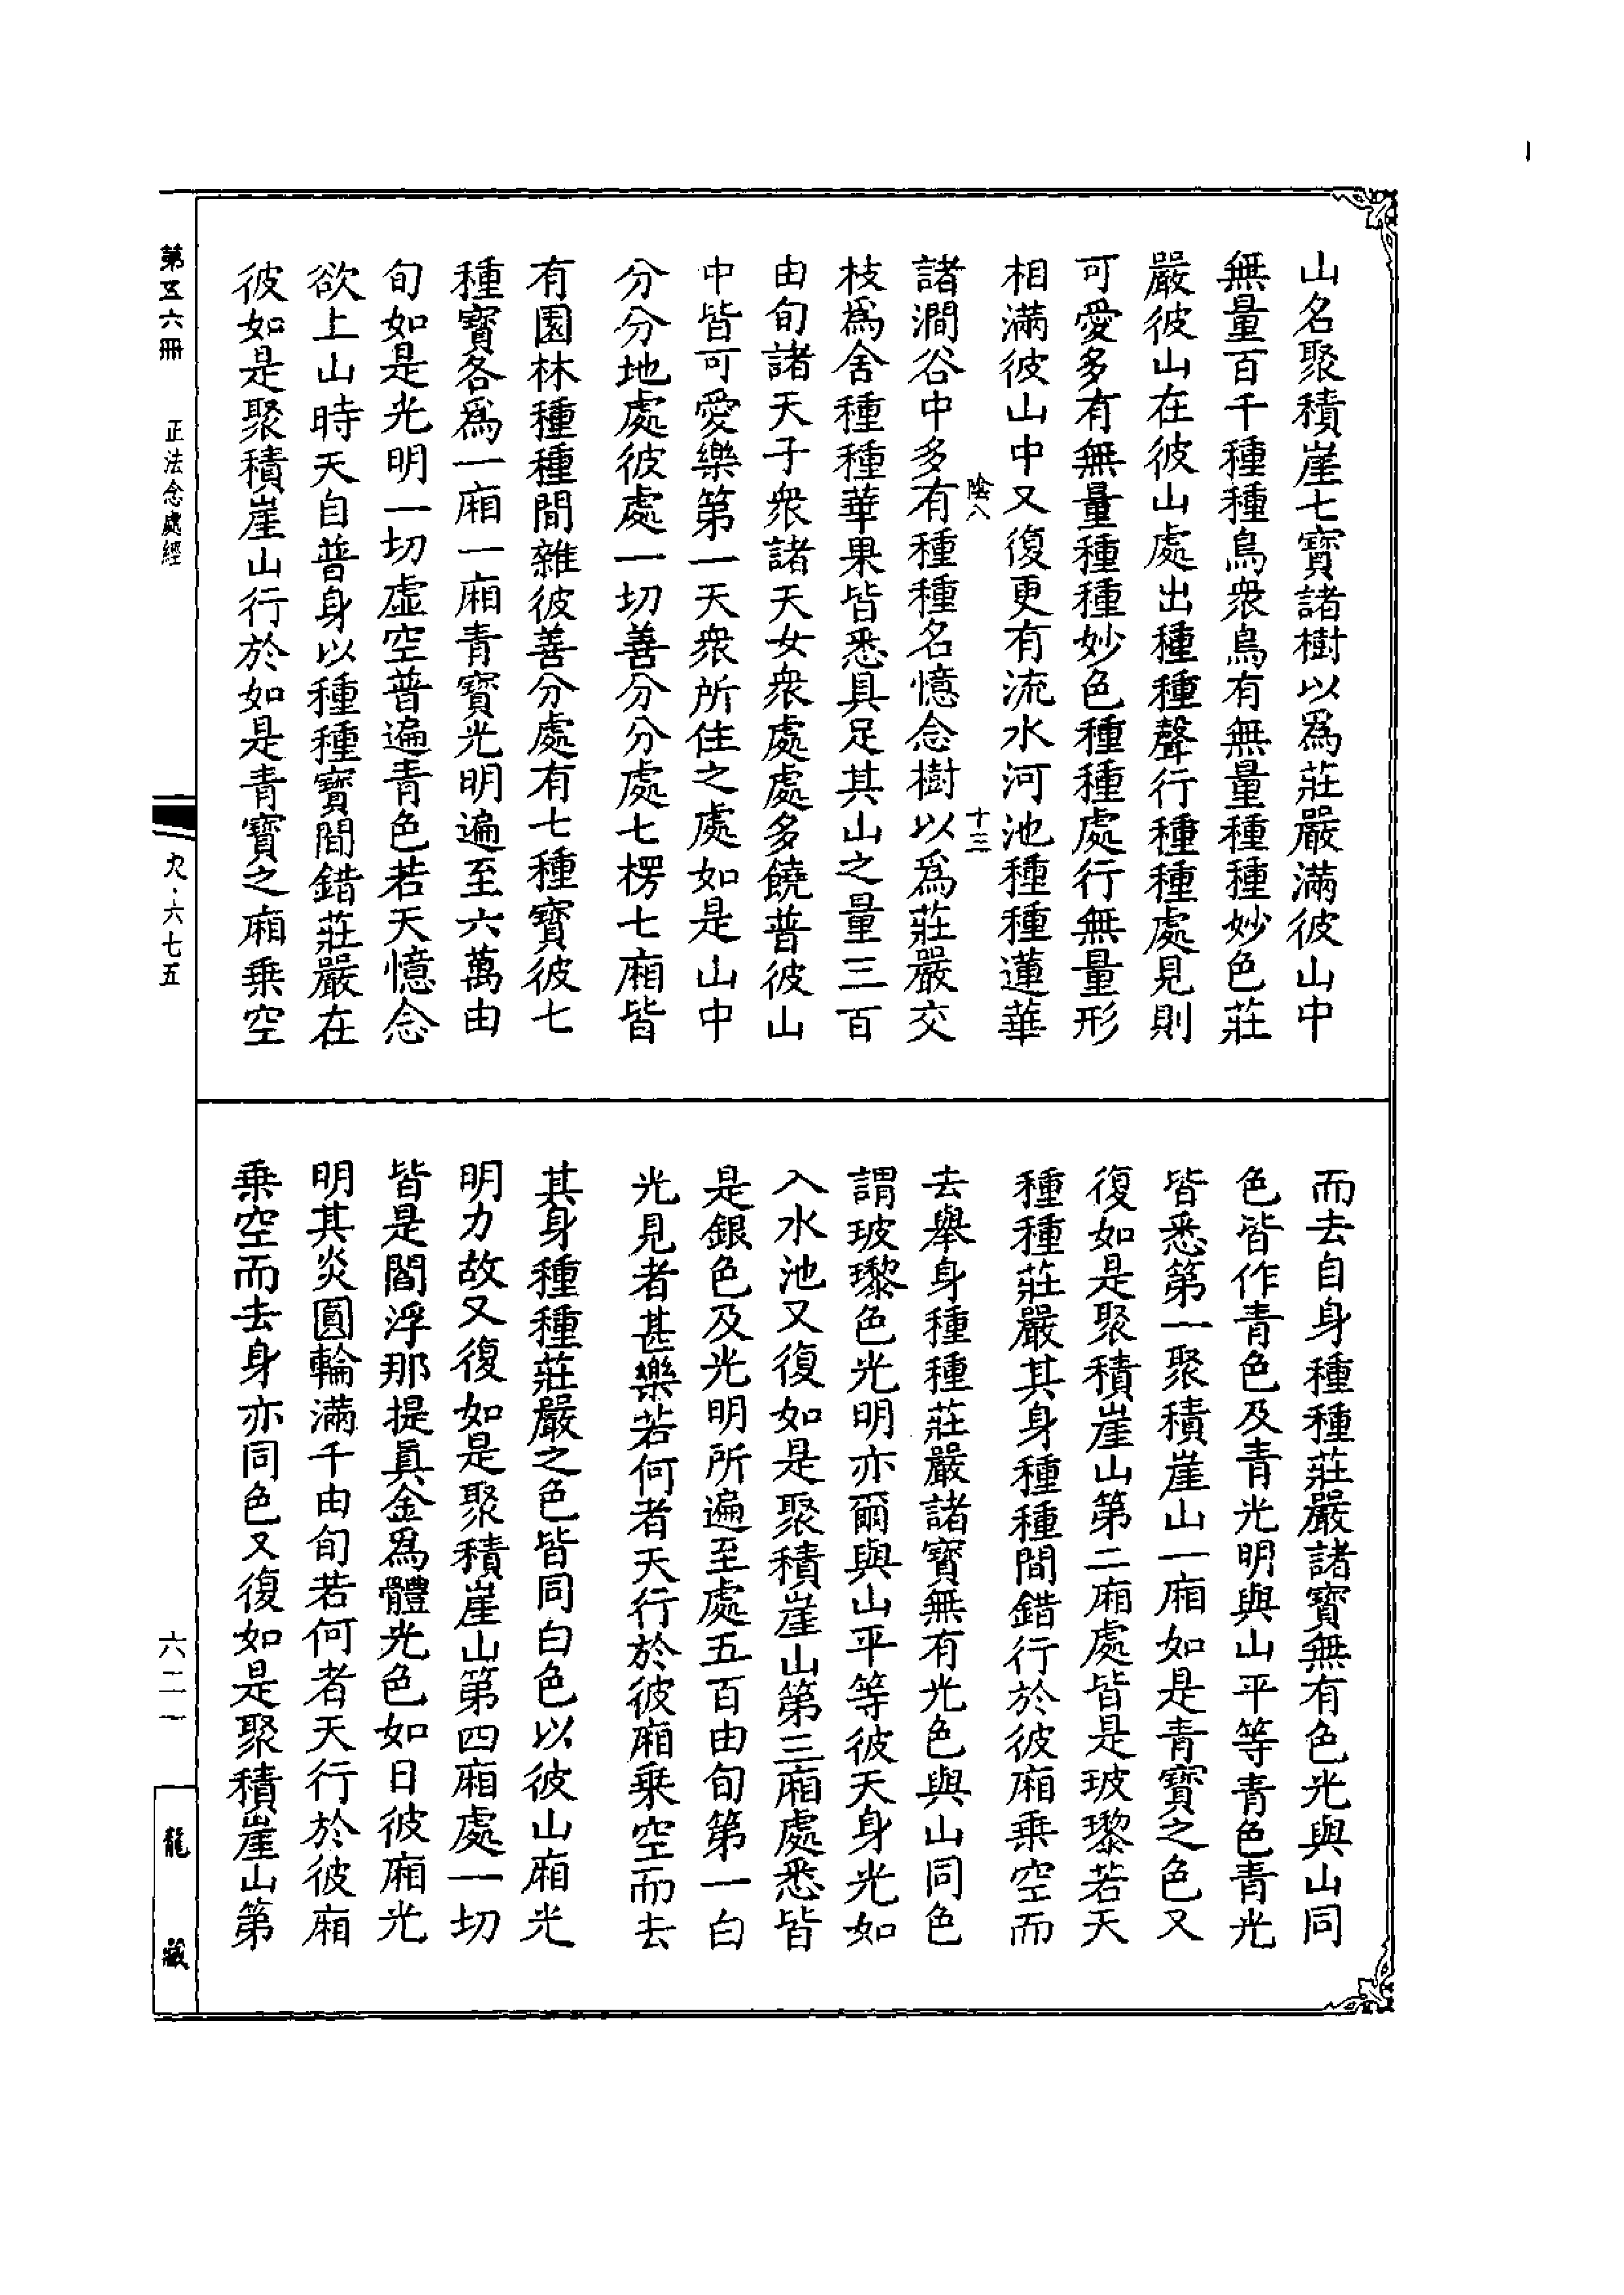 山名聚積崖七寶諸樹以爲莊嚴滿彼山中
無量百千種種鳥衆鳥有無量種種妙色莊
嚴彼山在彼山處出種種聲行種種處見則
可愛多有無量種種妙色種種處行無量形
相滿彼山中又復更有流水河池種種蓮華
陰八
十三
諸澗谷中多有種種名憶念樹以爲莊嚴交
枝爲舍種種華果皆悉具足其山之量三百
由旬諸天子衆諸天女衆處處多饒普彼山
中皆可愛樂第一天衆所住之處如是山中
分分地處彼處一切善分分處七楞七廂皆
有園林種種間雜彼善分處有七種寶彼七
種寶各爲一廂一廂青寶光明遍至六萬由
旬如是光明一切虛空普遍青色若天憶念
欲上山時天自普身以種種寶間錯莊嚴在
彼如是聚積崖山行於如是青寶之廂乗空
而去自身種種莊嚴諸寶無有色光與山同
色皆作青色及青光明與山平等青色青光
皆悉第一聚積崖山一廂如是青寶之色又
復如是聚積崖山第二廂處皆是玻瓈若天
種種莊嚴其身種種間錯行於彼廂乗空而
去舉身種種莊嚴諸寶無有光色與山同色
謂玻瓈色光明亦爾與山平等彼天身光如
入水池又復如是聚積崖山第三廂處悉皆
是銀色及光明所遍至處五百由旬第一白
光見者甚樂若何者天行於彼廂乗空而去
其身種種莊嚴之色皆同白色以彼山廂光
明力故又復如是聚積崖山第四廂處一切
皆是閻浮那提眞金爲體光色如日彼廂光
明其炎圓輪滿千由旬若何者天行於彼廂
乗空而去身亦同色又復如是聚積崖山第
第五六冊
正法念處經
九·六七五
六二一
龍藏